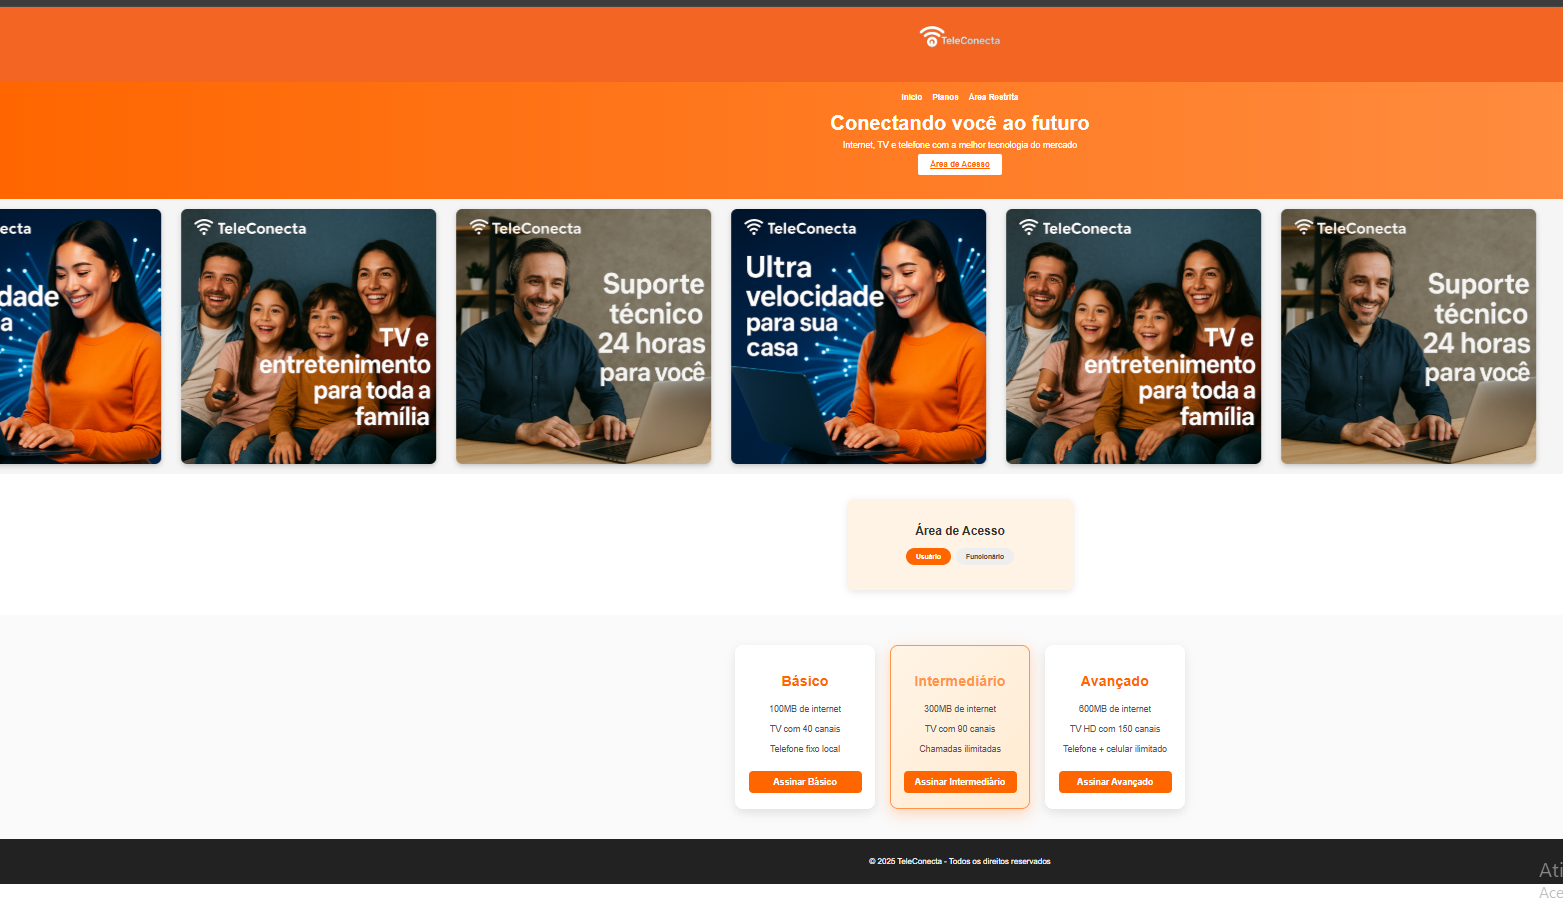 TeleConecta
Início Planos Área Restrita
Conectando você ao futuro
Internet, TV e telefone com a melhor tecnologia do mercado
Área de Acesso
ecta
dade
a
TeleConecta
TV e
entretenimento
para toda a
família
TeleConecta
Suporte
técnico
24 horas
para você
TeleConecta
Ultra
velocidade
para sua
casa
TeleConecta
TV e
entretenimento
para toda a
família
TeleConecta
Suporte
técnico
24 horas
para você
Área de Acesso
Usuário Funcionário
Básico
100MB de internet
TV com 40 canais
Telefone fixo local
Assinar Básico
Intermediário
300MB de internet
TV com 90 canais
Chamadas ilimitadas
Assinar Intermediário
Avançado
600MB de internet
TV HD com 150 canais
Telefone + celular ilimitado
Assinar Avançado
© 2025 TeleConecta - Todos os direitos reservados
Ati
Ace